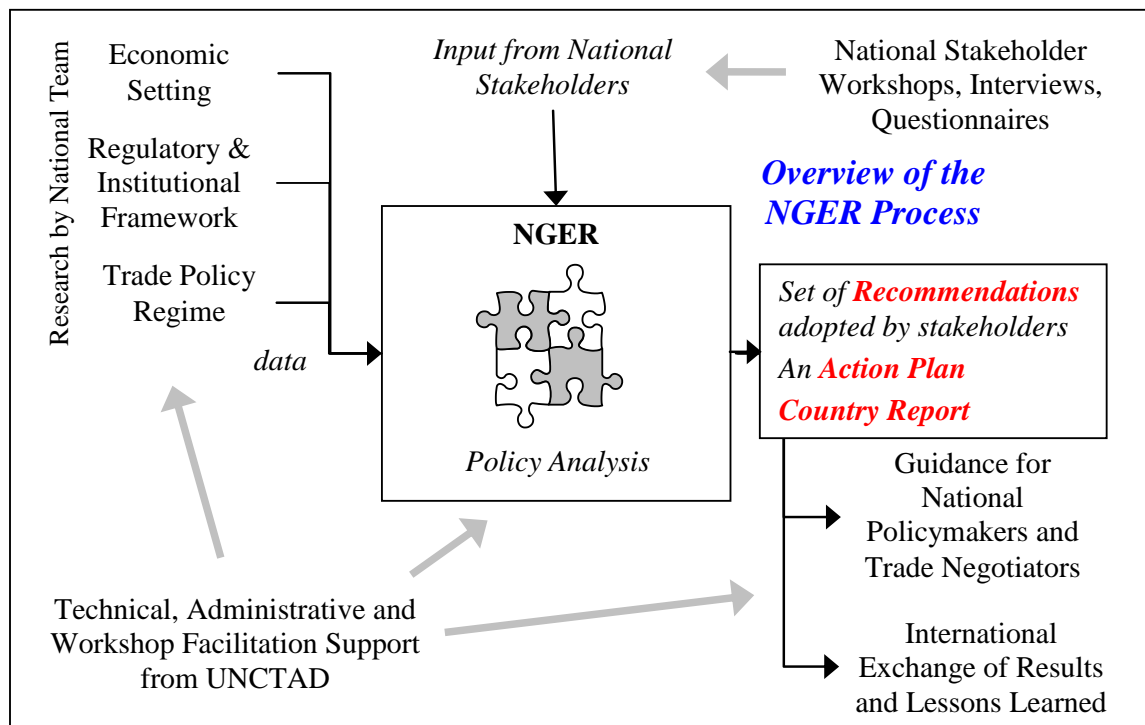 Research by National Team
Economic
Setting
Regulatory &
Institutional
Framework
Trade Policy
Regime
data
Input from National
Stakeholders
National Stakeholder
Workshops, Interviews,
Questionnaires
Overview of the
NGER Process
NGER
Policy Analysis
Set of Recommendations
adopted by stakeholders
An Action Plan
Country Report
Guidance for
National
Policymakers and
Trade Negotiators
International
Exchange of Results
and Lessons Learned
Technical, Administrative and
Workshop Facilitation Support
from UNCTAD